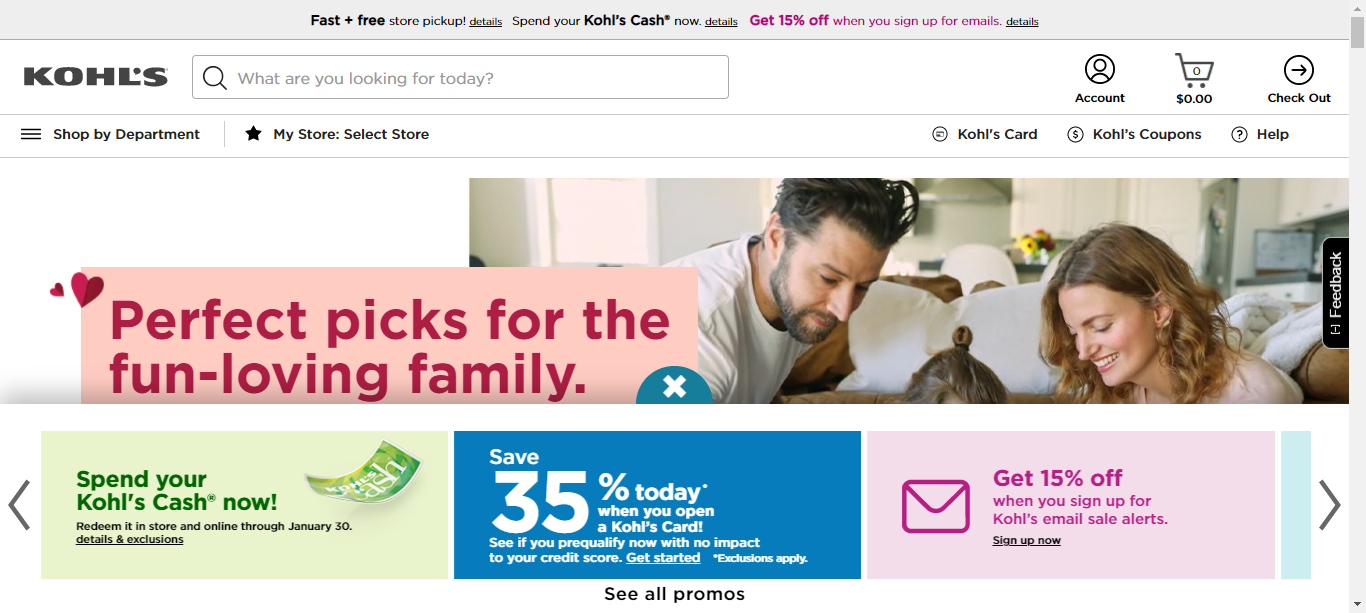 Fast + free store pickup! details Spend your Kohl's Cash® now. details Get 15% off when you sign up for emails. details
KOHL'S
What are you looking for today?
0
Account
$0.00
Check Out
Shop by Department
My Store: Select Store
Kohl's Card
Kohl's Coupons
Help
Perfect picks for the
fun-loving family.
[-] Feedback
Spend your
Kohl's Cash® now!
Redeem it in store and online through January 30.
details & exclusions
KOHL'S
cash
Save
35% today*
when you open
a Kohl's Card!
See if you prequalify now with no impact
to your credit score. Get started *Exclusions apply.
Get 15% off
when you sign up for
Kohl's email sale alerts.
Sign up now
See all promos